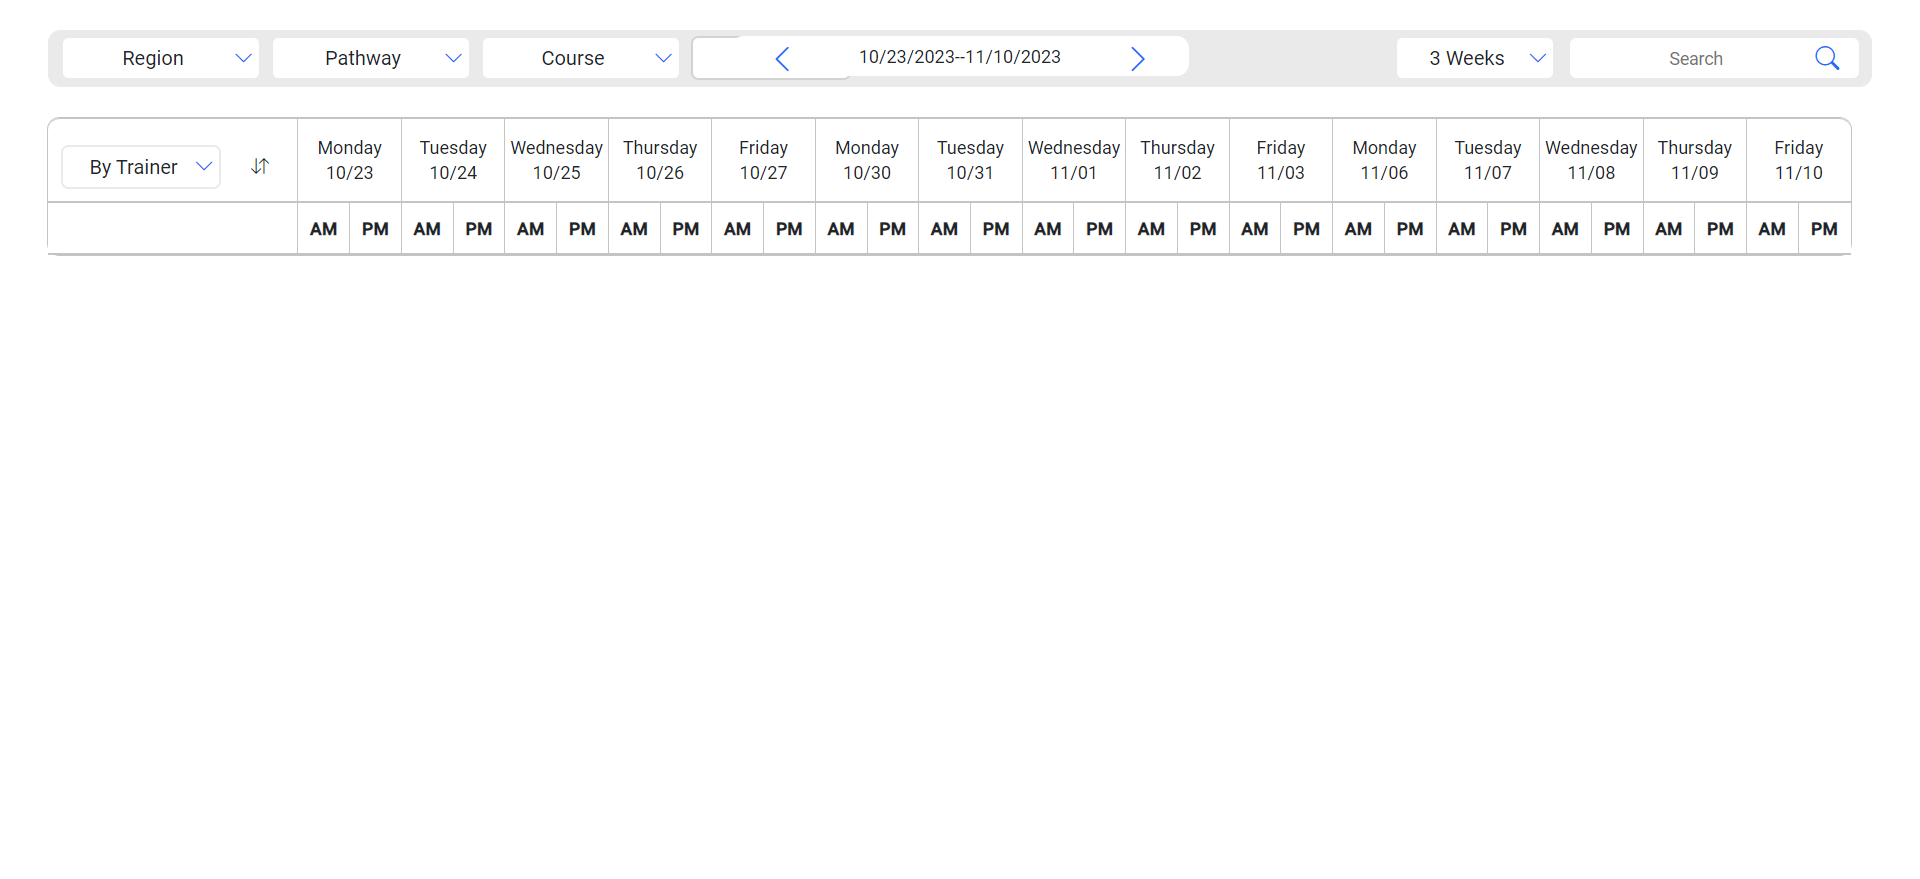 Region Pathway Course 10/23/2023--11/10/2023 3 Weeks Search
By Trainer
Monday Tuesday Wednesday Thursday Friday Monday Tuesday Wednesday Thursday Friday Monday Tuesday Wednesday Thursday Friday
10/23 10/24 10/25 10/26 10/27 10/30 10/31 11/01 11/02 11/03 11/06 11/07 11/08 11/09 11/10
AM PM AM PM AM PM AM PM AM PM AM PM AM PM AM PM AM PM AM PM AM PM AM PM AM PM AM PM AM PM